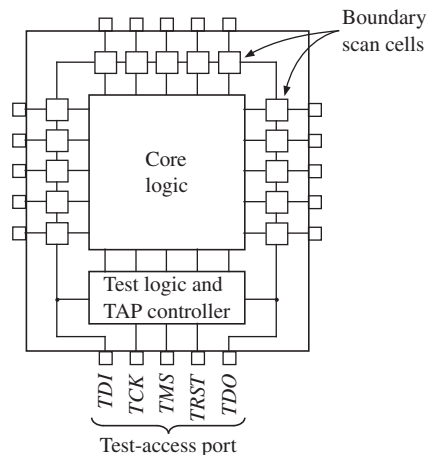 Boundary
scan cells
Core
logic
Test logic and
TAP controller
TDI
TCK
TMS
TRST
TDO
Test-access port